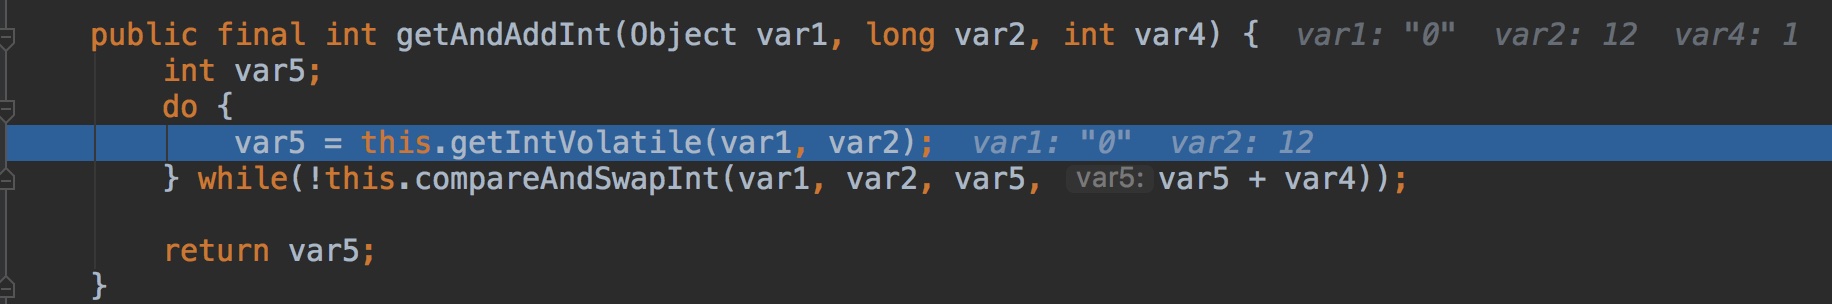 public final int getAndAddInt(Object var1, long var2, int var4) {  var1: "0"  var2: 12  var4: 1
int var5;
do {
var5 = this.getIntVolatile(var1, var2);  var1: "0"  var2: 12
} while(!this.compareAndSwapInt(var1, var2, var5, var5: var5 + var4));
return var5;
}